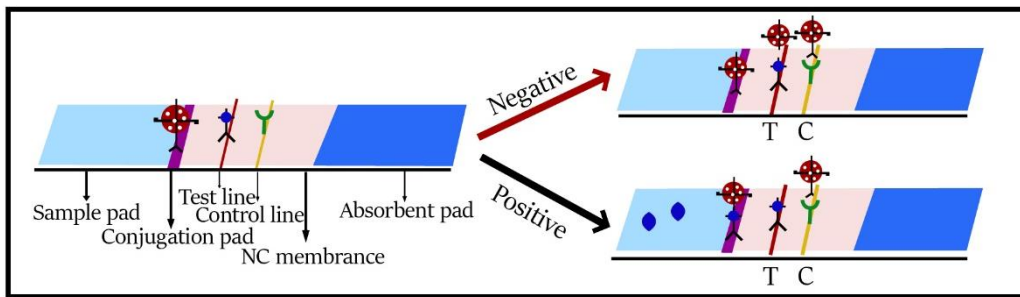 Negative
T C
Test line
Sample pad
Control line
Absorbent pad
Conjugation pad
NC membrance
Positive
T C